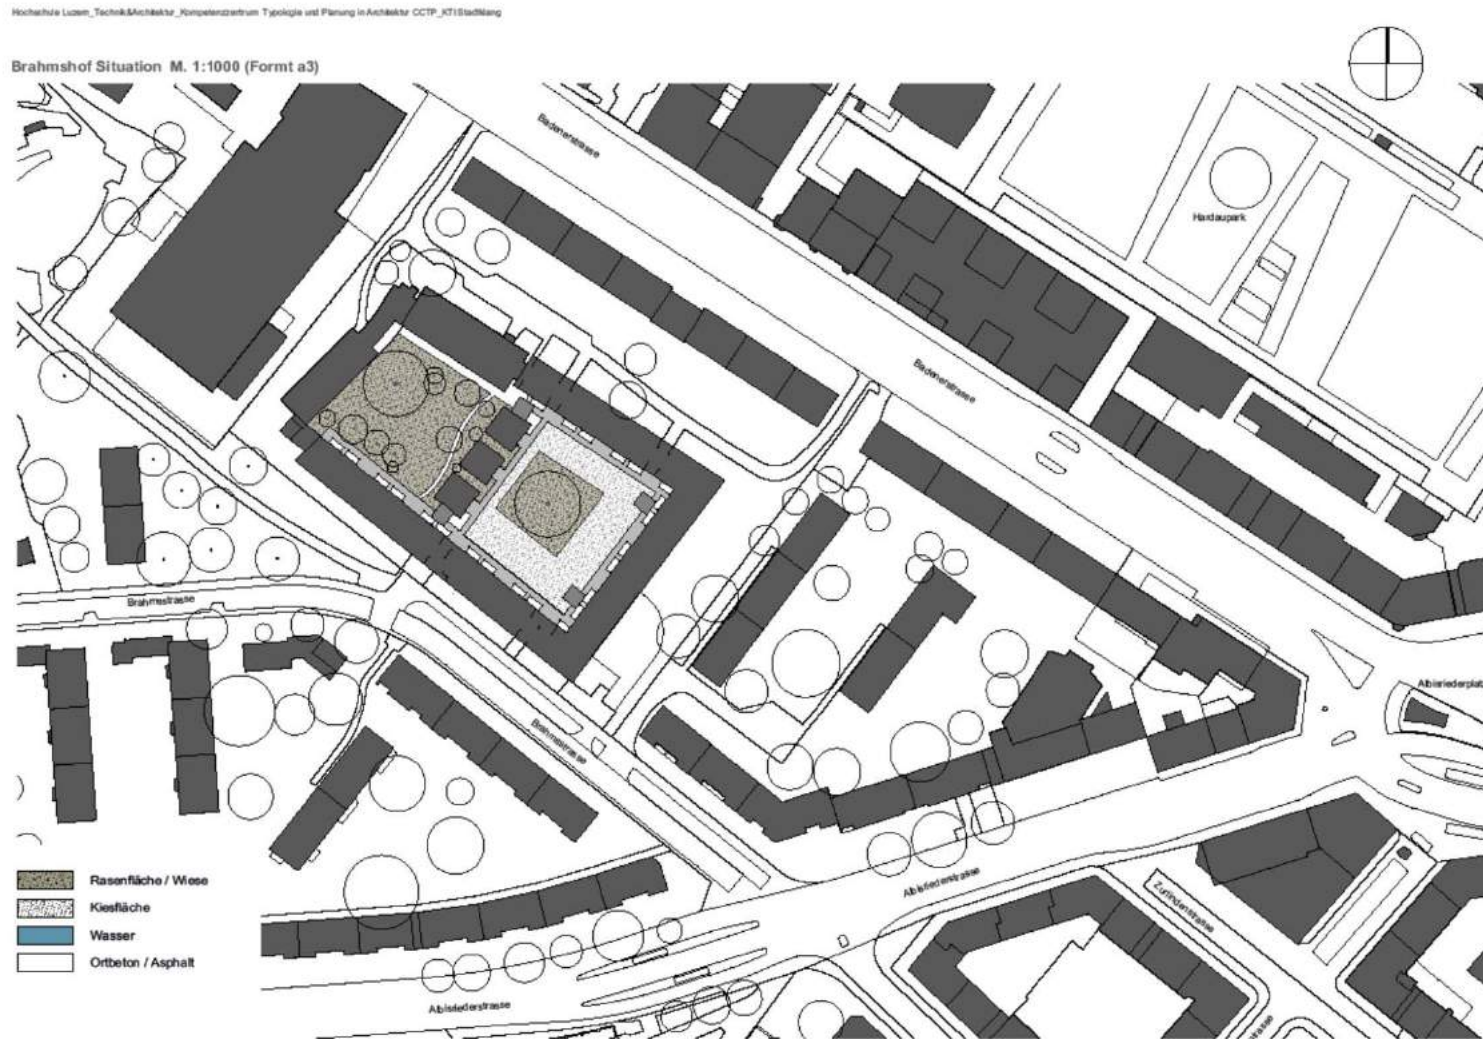 Hochschule Luzern_Technik&Architektur_Kompetenzzentrum Typologie und Planung in Architektur CCTP_KTI Stadtklang
Brahmshof Situation M. 1:1000 (Formt a3)
Badenerstrasse
Hardaupark
Badenerstrasse
Brahmsstrasse
Albisriederplatz
Brahmsstrasse
Rasenfläche / Wiese
Kiesfläche
Wasser
Ortbeton / Asphalt
Albisriederstrasse
Zurlindenstrasse
Albisriederstrasse